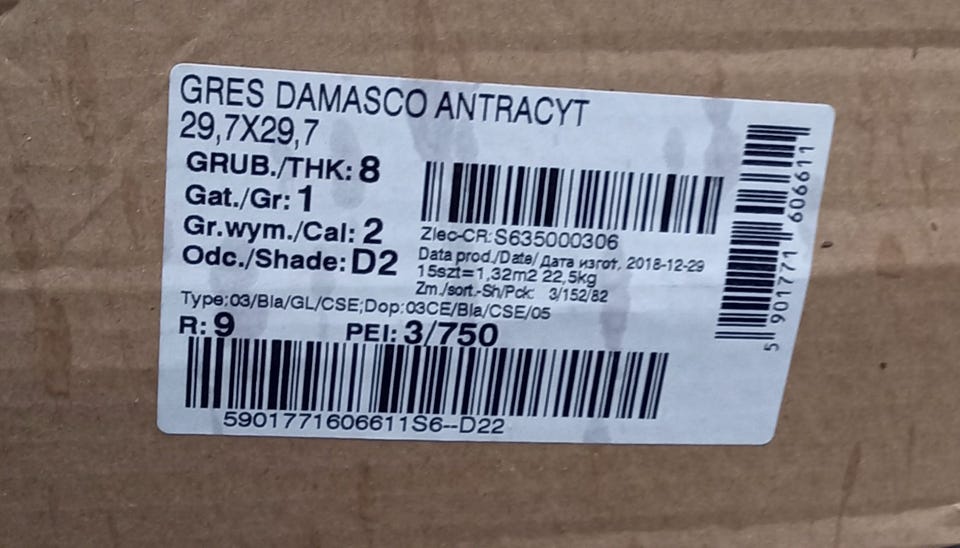 GRES DAMASCO ANTRACYT
29,7X29,7
GRUB./THK: 8
Gat./Gr: 1
Gr.wym./Cal: 2
Odc./Shade: D2
Zlec-CR: S635000306
Data prod./Date/ Дата изгот. 2018-12-29
15szt=1,32m2 22,5kg
Zm./sort.-Sh/Pck: 3/152/82
Type:03/Bla/GL/CSE;Dop:03CE/Bla/CSE/05
R: 9 PEI: 3/750
5901771606611S6--D22
5 901771 606611